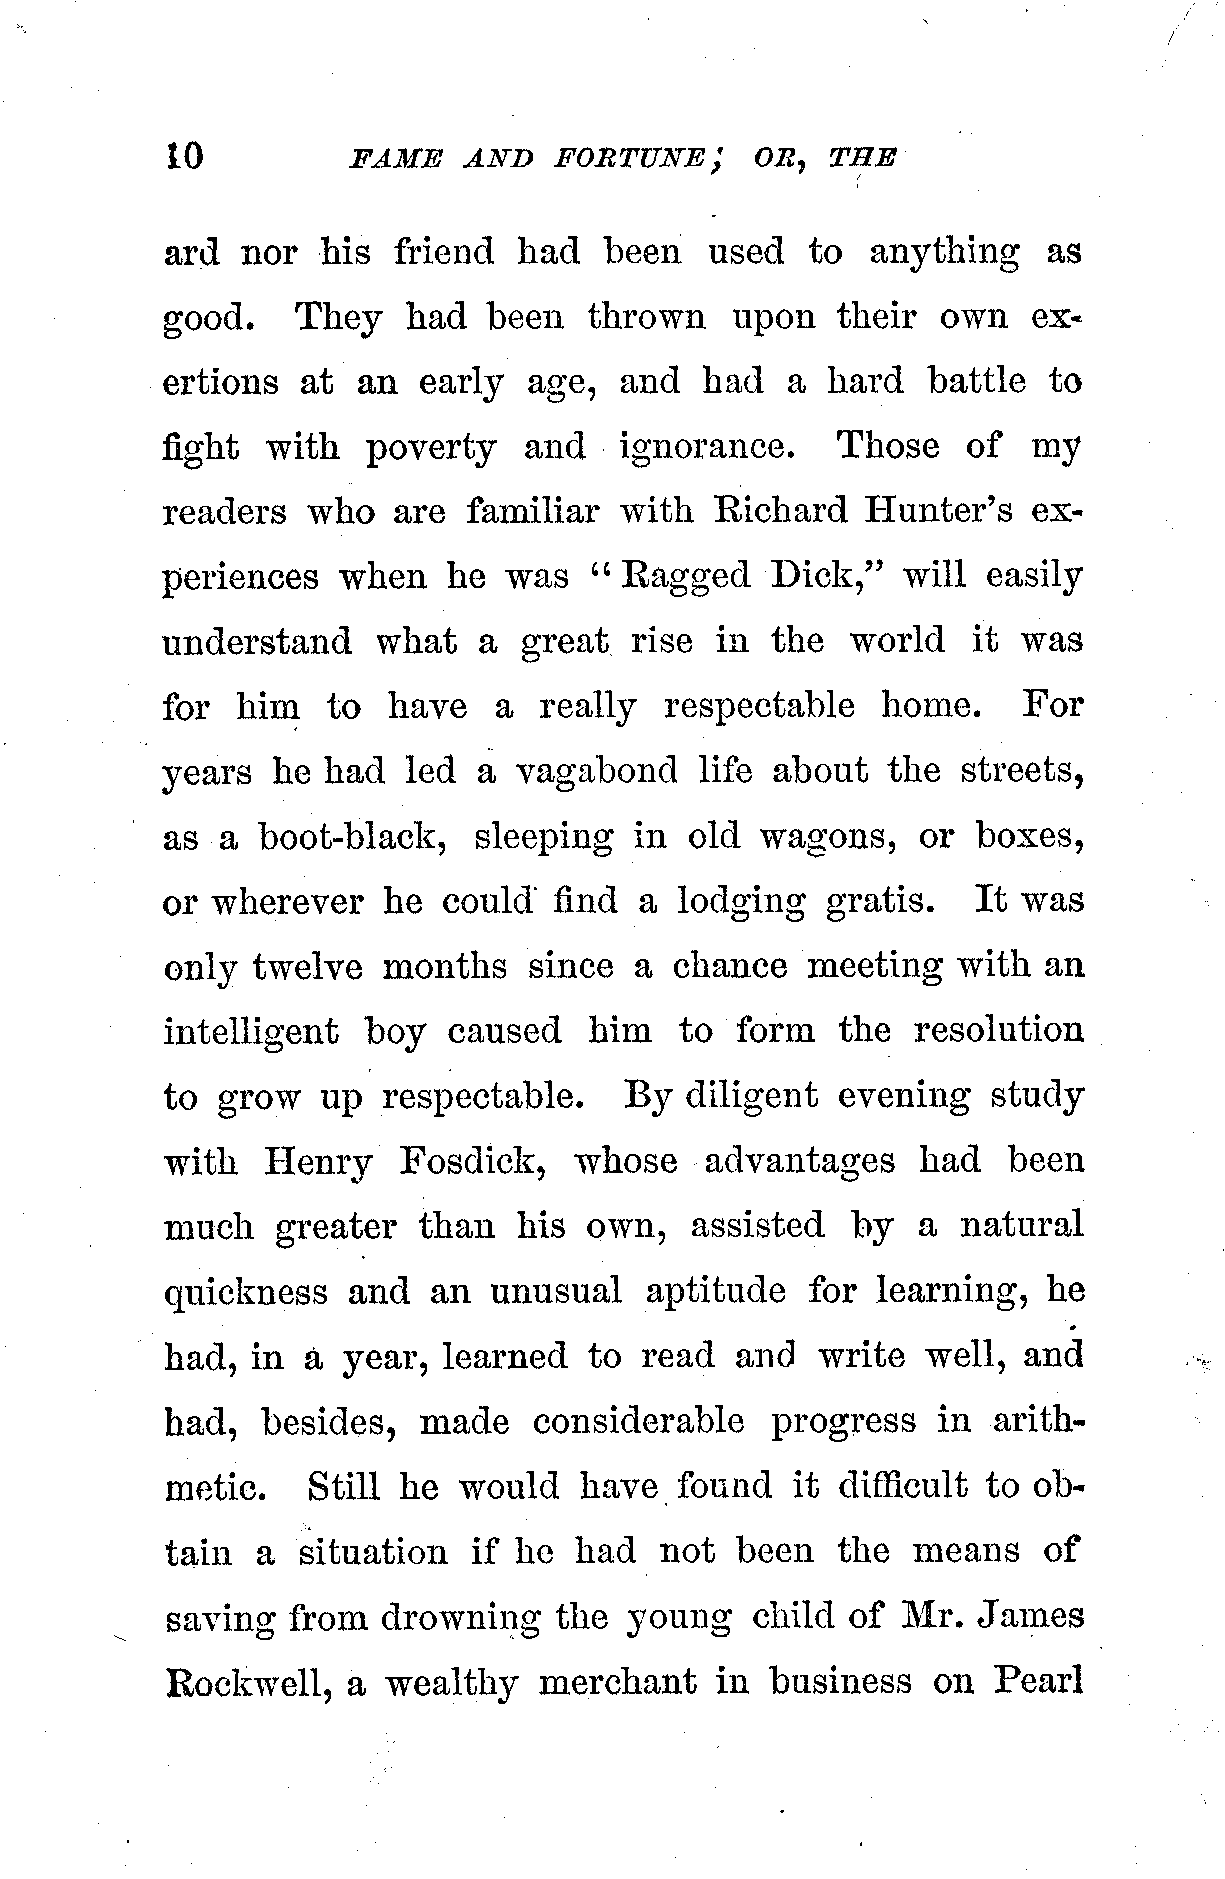 10 FAME AND FORTUNE; OR, THE
ard nor his friend had been used to anything as
good. They had been thrown upon their own ex-
ertions at an early age, and had a hard battle to
fight with poverty and ignorance. Those of my
readers who are familiar with Richard Hunter's ex-
periences when he was "Ragged Dick," will easily
understand what a great rise in the world it was
for him to have a really respectable home. For
years he had led a vagabond life about the streets,
as a boot-black, sleeping in old wagons, or boxes,
or wherever he could find a lodging gratis. It was
only twelve months since a chance meeting with an
intelligent boy caused him to form the resolution
to grow up respectable. By diligent evening study
with Henry Fosdick, whose advantages had been
much greater than his own, assisted by a natural
quickness and an unusual aptitude for learning, he
had, in a year, learned to read and write well, and
had, besides, made considerable progress in arith-
metic. Still he would have found it difficult to ob-
tain a situation if he had not been the means of
saving from drowning the young child of Mr. James
Rockwell, a wealthy merchant in business on Pearl